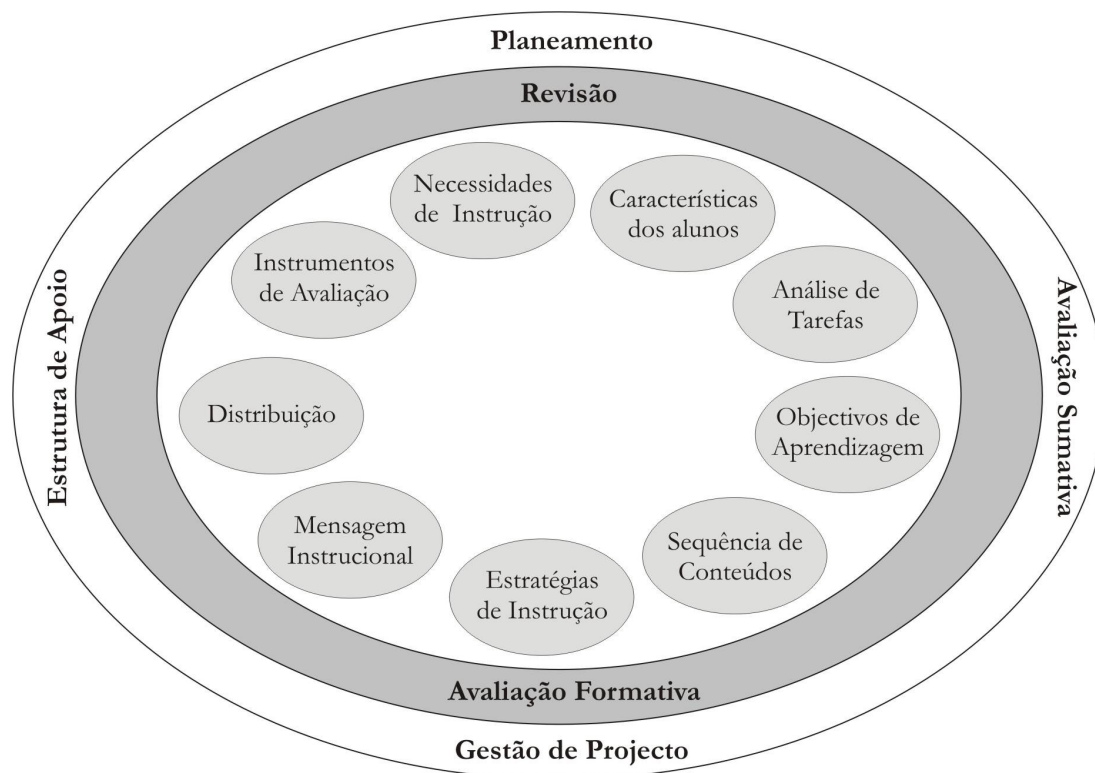 Planeamento
Revisão
Necessidades
de Instrução
Características
dos alunos
Instrumentos
de Avaliação
Análise de
Tarefas
Estrutura de Apoio
Avaliação Sumativa
Distribuição
Objectivos de
Aprendizagem
Mensagem
Instrucional
Sequência de
Conteúdos
Estratégias
de Instrução
Avaliação Formativa
Gestão de Projecto